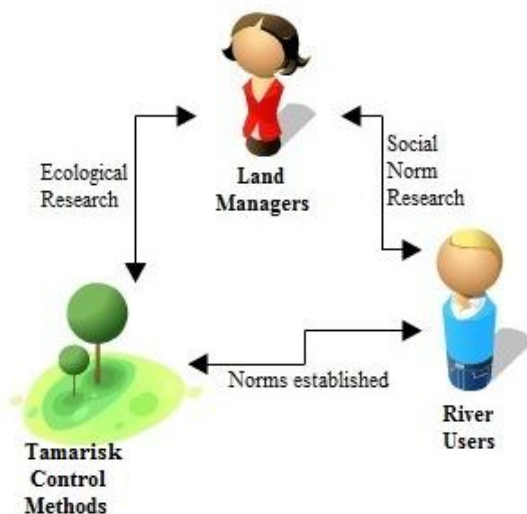 Ecological
Research
Land
Managers
Social
Norm
Research
Norms established
River
Users
Tamarisk
Control
Methods